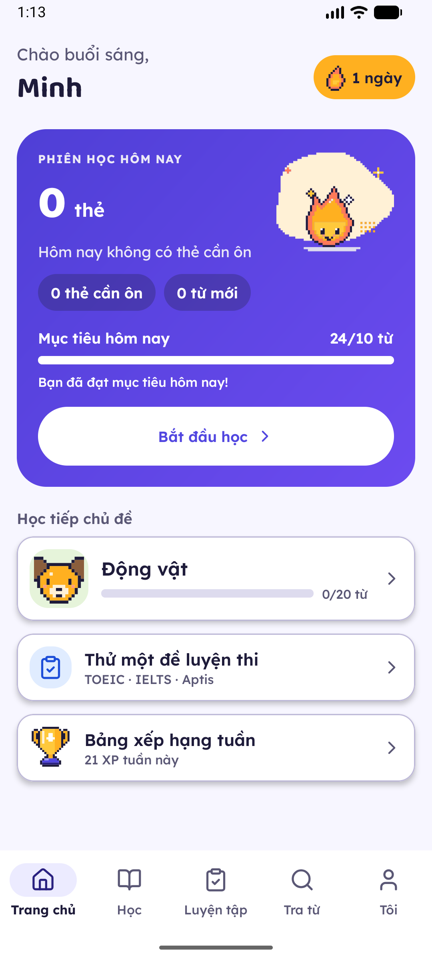 1:13
Chào buổi sáng,
Minh
1 ngày
PHIÊN HỌC HÔM NAY
0 thẻ
Hôm nay không có thẻ cần ôn
0 thẻ cần ôn
0 từ mới
Mục tiêu hôm nay
24/10 từ
Bạn đã đạt mục tiêu hôm nay!
Bắt đầu học
Học tiếp chủ đề
Động vật
0/20 từ
Thử một đề luyện thi
TOEIC · IELTS · Aptis
Bảng xếp hạng tuần
21 XP tuần này
Trang chủ
Học
Luyện tập
Tra từ
Tôi